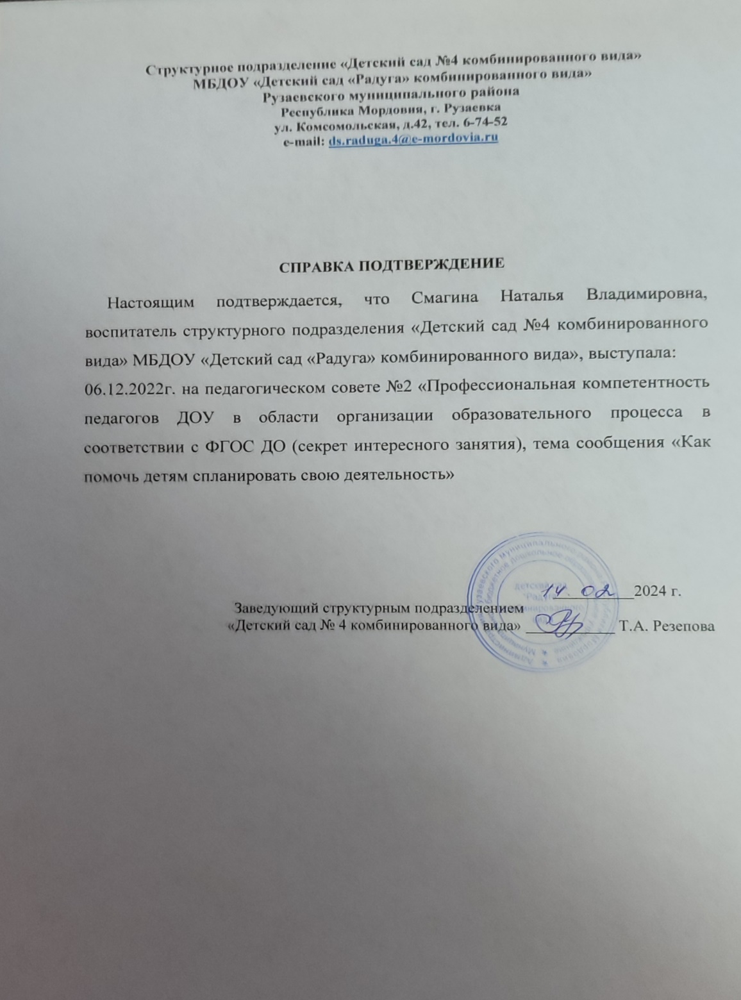 Структурное подразделение «Детский сад №4 комбинированного вида»
МБДОУ «Детский сад «Радуга» комбинированного вида»
Рузаевского муниципального района
Республика Мордовия, г. Рузаевка
ул. Комсомольская, д.42, тел. 6-74-52
e-mail: ds.raduga.4@e-mordovia.ru
СПРАВКА ПОДТВЕРЖДЕНИЕ
Настоящим подтверждается, что Смагина Наталья Владимировна,
воспитатель структурного подразделения «Детский сад №4 комбинированного
вида» МБДОУ «Детский сад «Радуга» комбинированного вида», выступала:
06.12.2022г. на педагогическом совете №2 «Профессиональная компетентность
педагогов ДОУ в области организации образовательного процесса в
соответствии с ФГОС ДО (секрет интересного занятия), тема сообщения «Как
помочь детям спланировать свою деятельность»
14. 02 2024 г.
Заведующий структурным подразделением
«Детский сад № 4 комбинированного вида» Т.А. Резепова